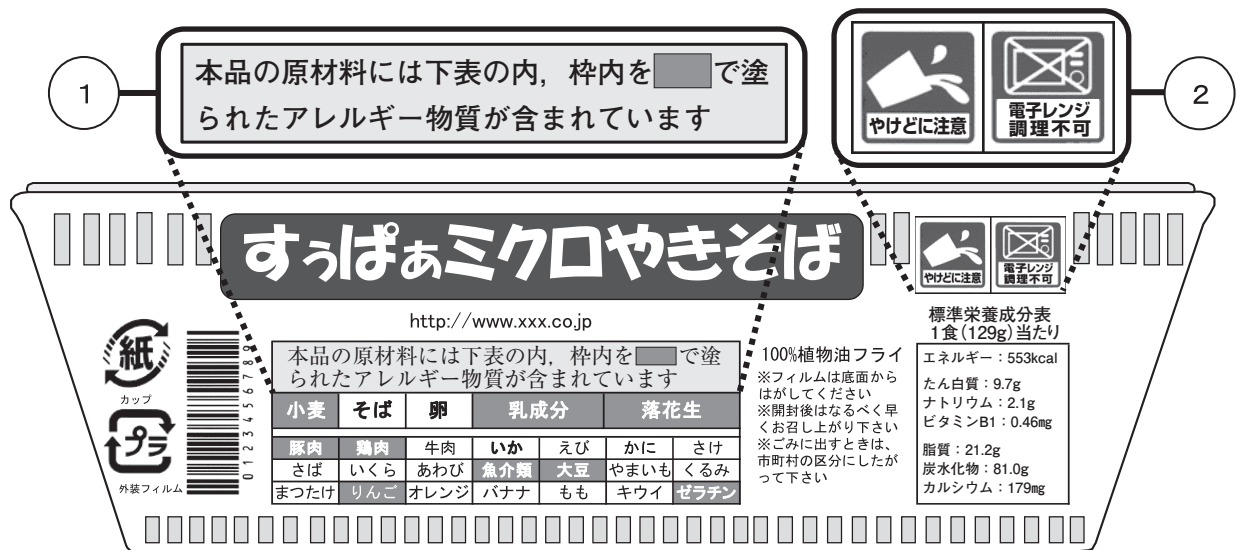 1
本品の原材料には下表の内，枠内を　　で塗
られたアレルギー物質が含まれています
やけどに注意
電子レンジ
調理不可
2
すぅぱぁミクロやきそば
やけどに注意
電子レンジ
調理不可
http://www.xxx.co.jp
紙
カップ
プラ
外装フィルム
0 1 2 3 4 5 6 7 8 9
本品の原材料には下表の内，枠内を　　で塗
られたアレルギー物質が含まれています
小麦 そば 卵 乳成分 落花生
豚肉 鶏肉 牛肉 いか えび かに さけ
さば いくら あわび 魚介類 大豆 やまいも くるみ
まつたけ りんご オレンジ バナナ もも キウイ ゼラチン
100%植物油フライ
※フィルムは底面から
はがしてください
※開封後はなるべく早
くお召し上がり下さい
※ごみに出すときは、
市町村の区分にしたが
って下さい
標準栄養成分表
1食(129g)当たり
エネルギー：553kcal
たん白質：9.7g
ナトリウム：2.1g
ビタミンB1：0.46mg
脂質：21.2g
炭水化物：81.0g
カルシウム：179mg